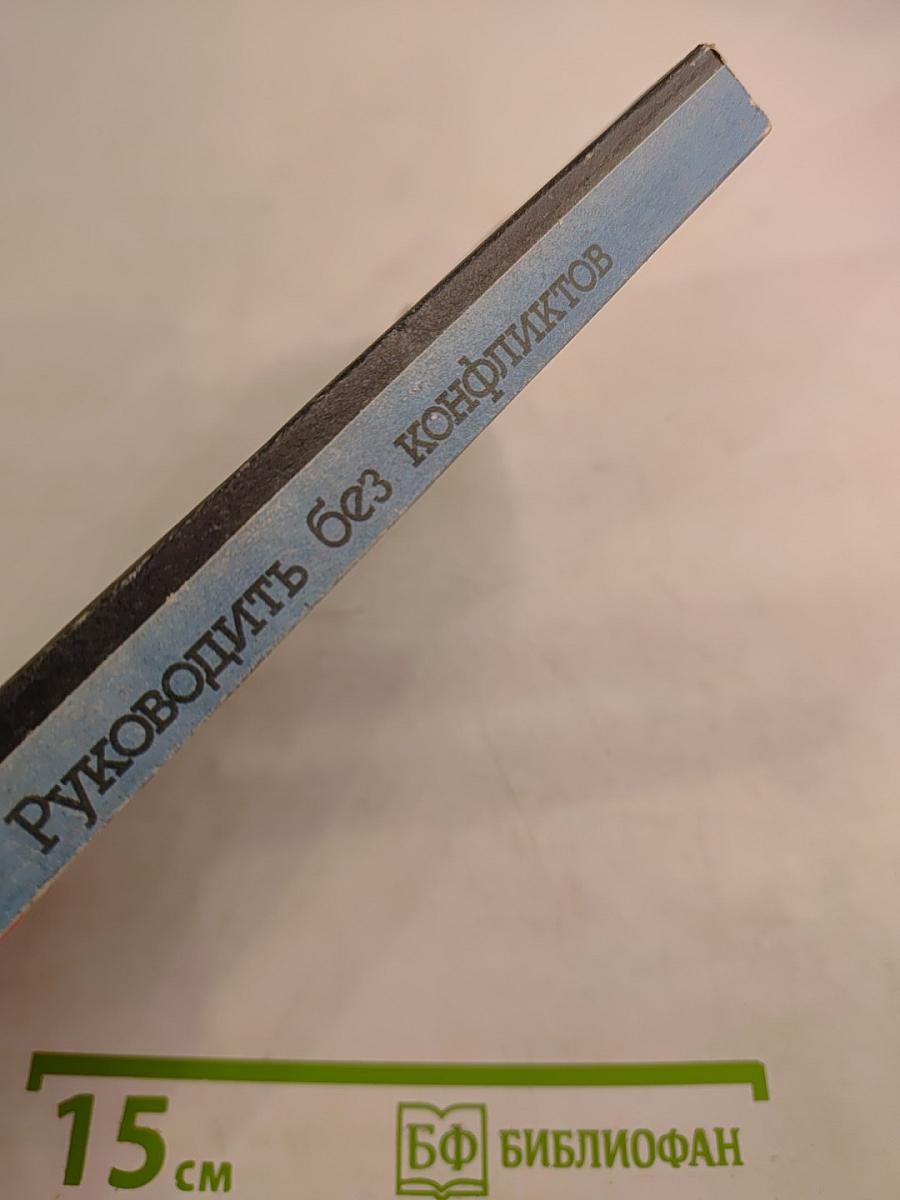 Руководить без конфликтов
15 см
БФ БИБЛИОФАН